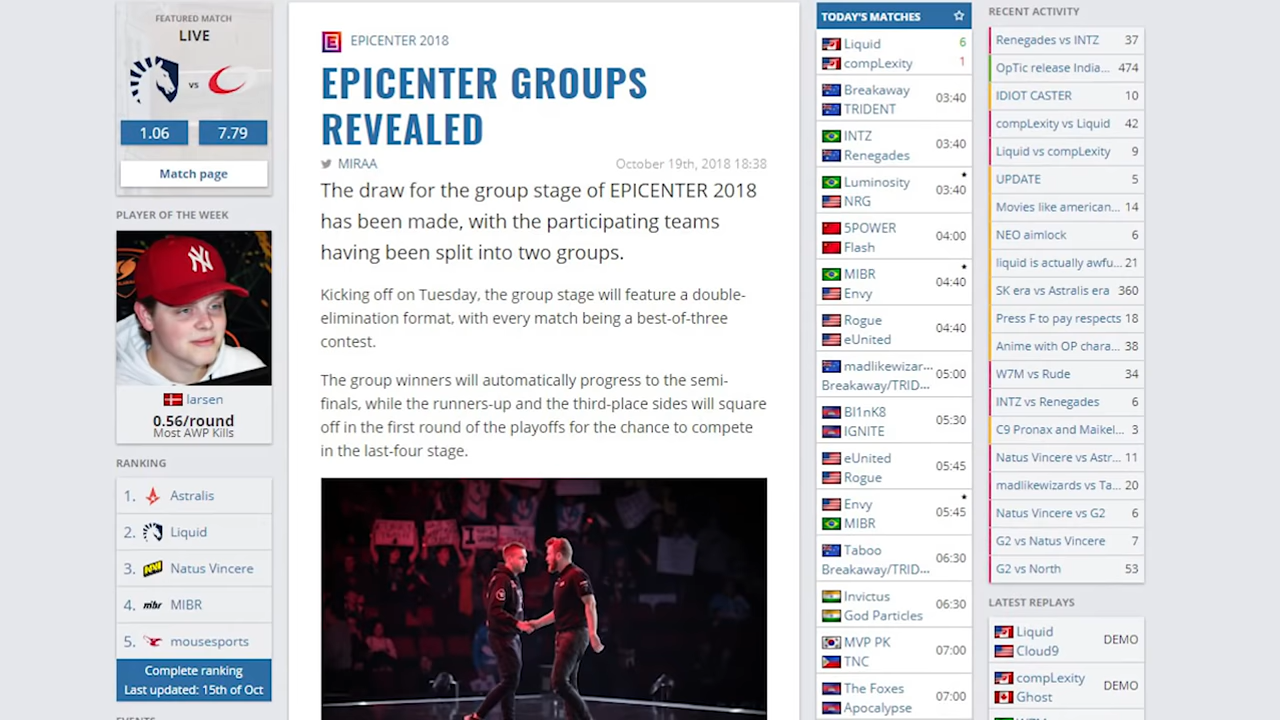 FEATURED MATCH
LIVE
VS
1.06 7.79
Match page
PLAYER OF THE WEEK
NY
larsen
0.56/round
Most AWP Kills
RANKING
1. Astralis
2. Liquid
3. Natus Vincere
4. mibr MIBR
5. mousesports
Complete ranking
Last updated: 15th of Oct
E EPICENTER 2018
EPICENTER GROUPS
REVEALED
MIRAA October 19th, 2018 18:38
The draw for the group stage of EPICENTER 2018
has been made, with the participating teams
having been split into two groups.
Kicking off on Tuesday, the group stage will feature a double-
elimination format, with every match being a best-of-three
contest.
The group winners will automatically progress to the semi-
finals, while the runners-up and the third-place sides will square
off in the first round of the playoffs for the chance to compete
in the last-four stage.
TODAY'S MATCHES
Liquid 6
compLexity 1
Breakaway
TRIDENT
03:40
INTZ
Renegades
03:40
Luminosity
NRG
03:40
5POWER
Flash
04:00
MIBR
Envy
04:40
Rogue
eUnited
04:40
madlikewizar...
Breakaway/TRID...
05:00
BI1nK8
IGNITE
05:30
eUnited
Rogue
05:45
Envy
MIBR
05:45
Taboo
Breakaway/TRID...
06:30
Invictus
God Particles
06:30
MVP PK
TNC
07:00
The Foxes
Apocalypse
07:00
RECENT ACTIVITY
Renegades vs INTZ 37
OpTic release India... 474
IDIOT CASTER 10
compLexity vs Liquid 42
Liquid vs compLexity 9
UPDATE 5
Movies like american... 14
NEO aimlock 6
liquid is actually awfu... 21
SK era vs Astralis era 360
Press F to pay respects 18
Anime with OP chara... 38
W7M vs Rude 34
INTZ vs Renegades 6
C9 Pronax and Maikel... 3
Natus Vincere vs Astr... 11
madlikewizards vs Ta... 20
Natus Vincere vs G2 6
G2 vs Natus Vincere 7
G2 vs North 53
LATEST REPLAYS
Liquid
Cloud9
DEMO
compLexity
Ghost
DEMO